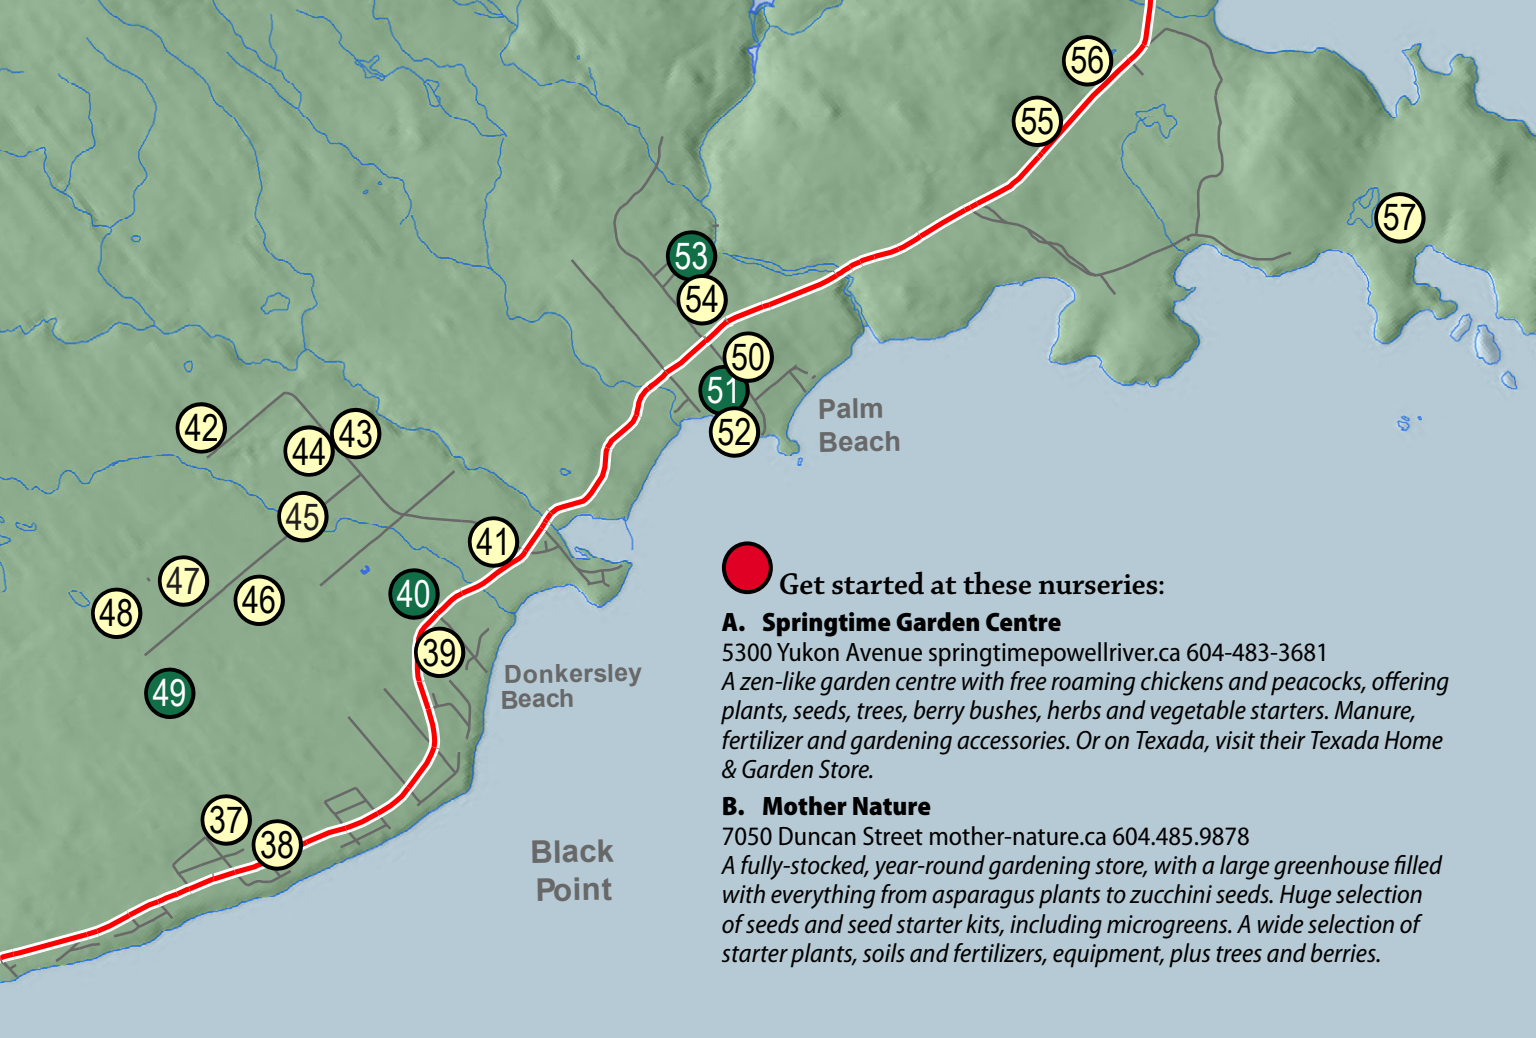 56
55
57
53
54
50
51
52
Palm
Beach
42
43
44
45
41
47
48
46
40
39
49
Donkersley
Beach
37
38
Black
Point
Get started at these nurseries:
A. Springtime Garden Centre
5300 Yukon Avenue springtimepowellriver.ca 604-483-3681
A zen-like garden centre with free roaming chickens and peacocks, offering
plants, seeds, trees, berry bushes, herbs and vegetable starters. Manure,
fertilizer and gardening accessories. Or on Texada, visit their Texada Home
& Garden Store.
B. Mother Nature
7050 Duncan Street mother-nature.ca 604.485.9878
A fully-stocked, year-round gardening store, with a large greenhouse filled
with everything from asparagus plants to zucchini seeds. Huge selection
of seeds and seed starter kits, including microgreens. A wide selection of
starter plants, soils and fertilizers, equipment, plus trees and berries.